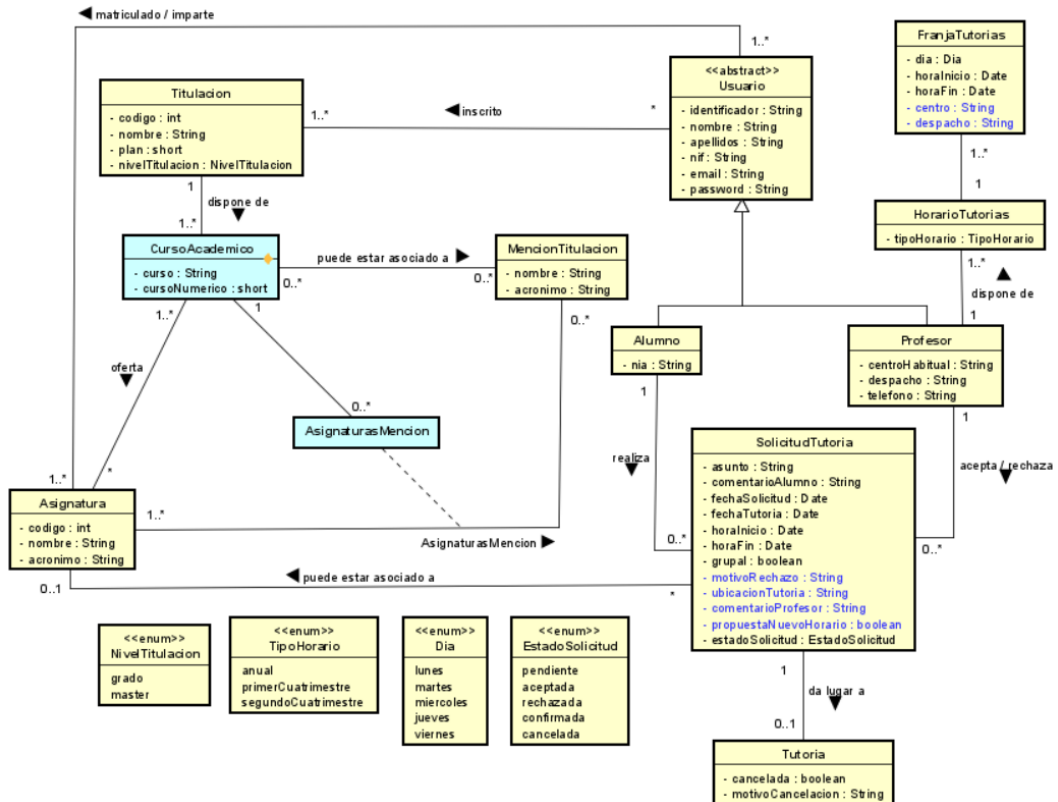 ◀ matriculado / imparte
1..*
FranjaTutorias
- dia : Dia
- horaInicio : Date
- horaFin : Date
- centro : String
- despacho : String
<<abstract>>
Usuario
- identificador : String
- nombre : String
- apellidos : String
- nif : String
- email : String
- password : String
Titulacion
- codigo : int
- nombre : String
- plan : short
- nivelTitulacion : NivelTitulacion
1..*
◀ inscrito
*
1..*
1
HorarioTutorias
- tipoHorario : TipoHorario
1
dispone de
▼
1..*
CursoAcademico
- curso : String
- cursoNumerico : short
puede estar asociado a ▶
0..*
0..*
MencionTitulacion
- nombre : String
- acronimo : String
1..*
▲
dispone de
1
1..*
1
0..*
Alumno
- nia : String
Profesor
- centroHabitual : String
- despacho : String
- telefono : String
oferta
▼
0..*
AsignaturasMencion
1
1
realiza
▼
acepta / rechaza
▼
SolicitudTutoria
- asunto : String
- comentarioAlumno : String
- fechaSolicitud : Date
- fechaTutoria : Date
- horaInicio : Date
- horaFin : Date
- grupal : boolean
- motivoRechazo : String
- ubicacionTutoria : String
- comentarioProfesor : String
- propuestaNuevoHorario : boolean
- estadoSolicitud : EstadoSolicitud
1..*
*
Asignatura
- codigo : int
- nombre : String
- acronimo : String
1..*
AsignaturasMencion ▶
0..*
0..*
0..1
◀ puede estar asociado a
*
<<enum>>
NivelTitulacion
grado
master
<<enum>>
TipoHorario
anual
primerCuatrimestre
segundoCuatrimestre
<<enum>>
Dia
lunes
martes
miercoles
jueves
viernes
<<enum>>
EstadoSolicitud
pendiente
aceptada
rechazada
confirmada
cancelada
1
da lugar a
▼
0..1
Tutoria
- cancelada : boolean
- motivoCancelacion : String